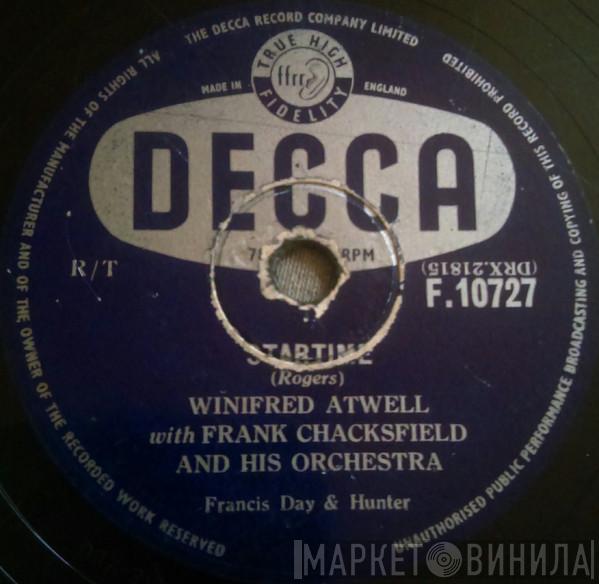 ALL RIGHTS OF THE MANUFACTURER AND OF THE OWNER OF THE RECORDED WORK RESERVED
THE DECCA RECORD COMPANY LIMITED
UNAUTHORISED PUBLIC PERFORMANCE BROADCASTING AND COPYING OF THIS RECORD PROHIBITED
TRUE HIGH
ffrr
FIDELITY
MADE IN ENGLAND
DECCA
RPM
R/T
(DRX.21815)
F.10727
STARTIME
(Rogers)
WINIFRED ATWELL
with FRANK CHACKSFIELD
AND HIS ORCHESTRA
Francis Day & Hunter
МАРКЕТ ВИНИЛА